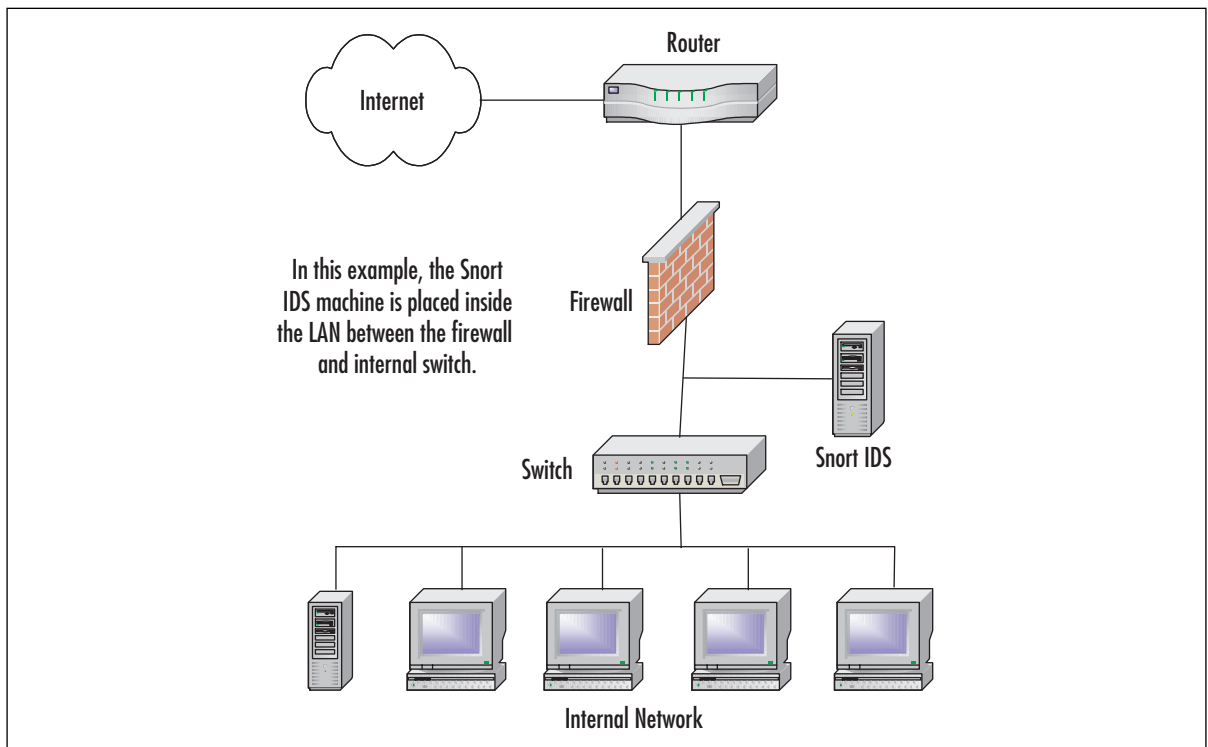 Router
Internet
In this example, the Snort
IDS machine is placed inside
the LAN between the firewall
and internal switch.
Firewall
Snort IDS
Switch
Internal Network